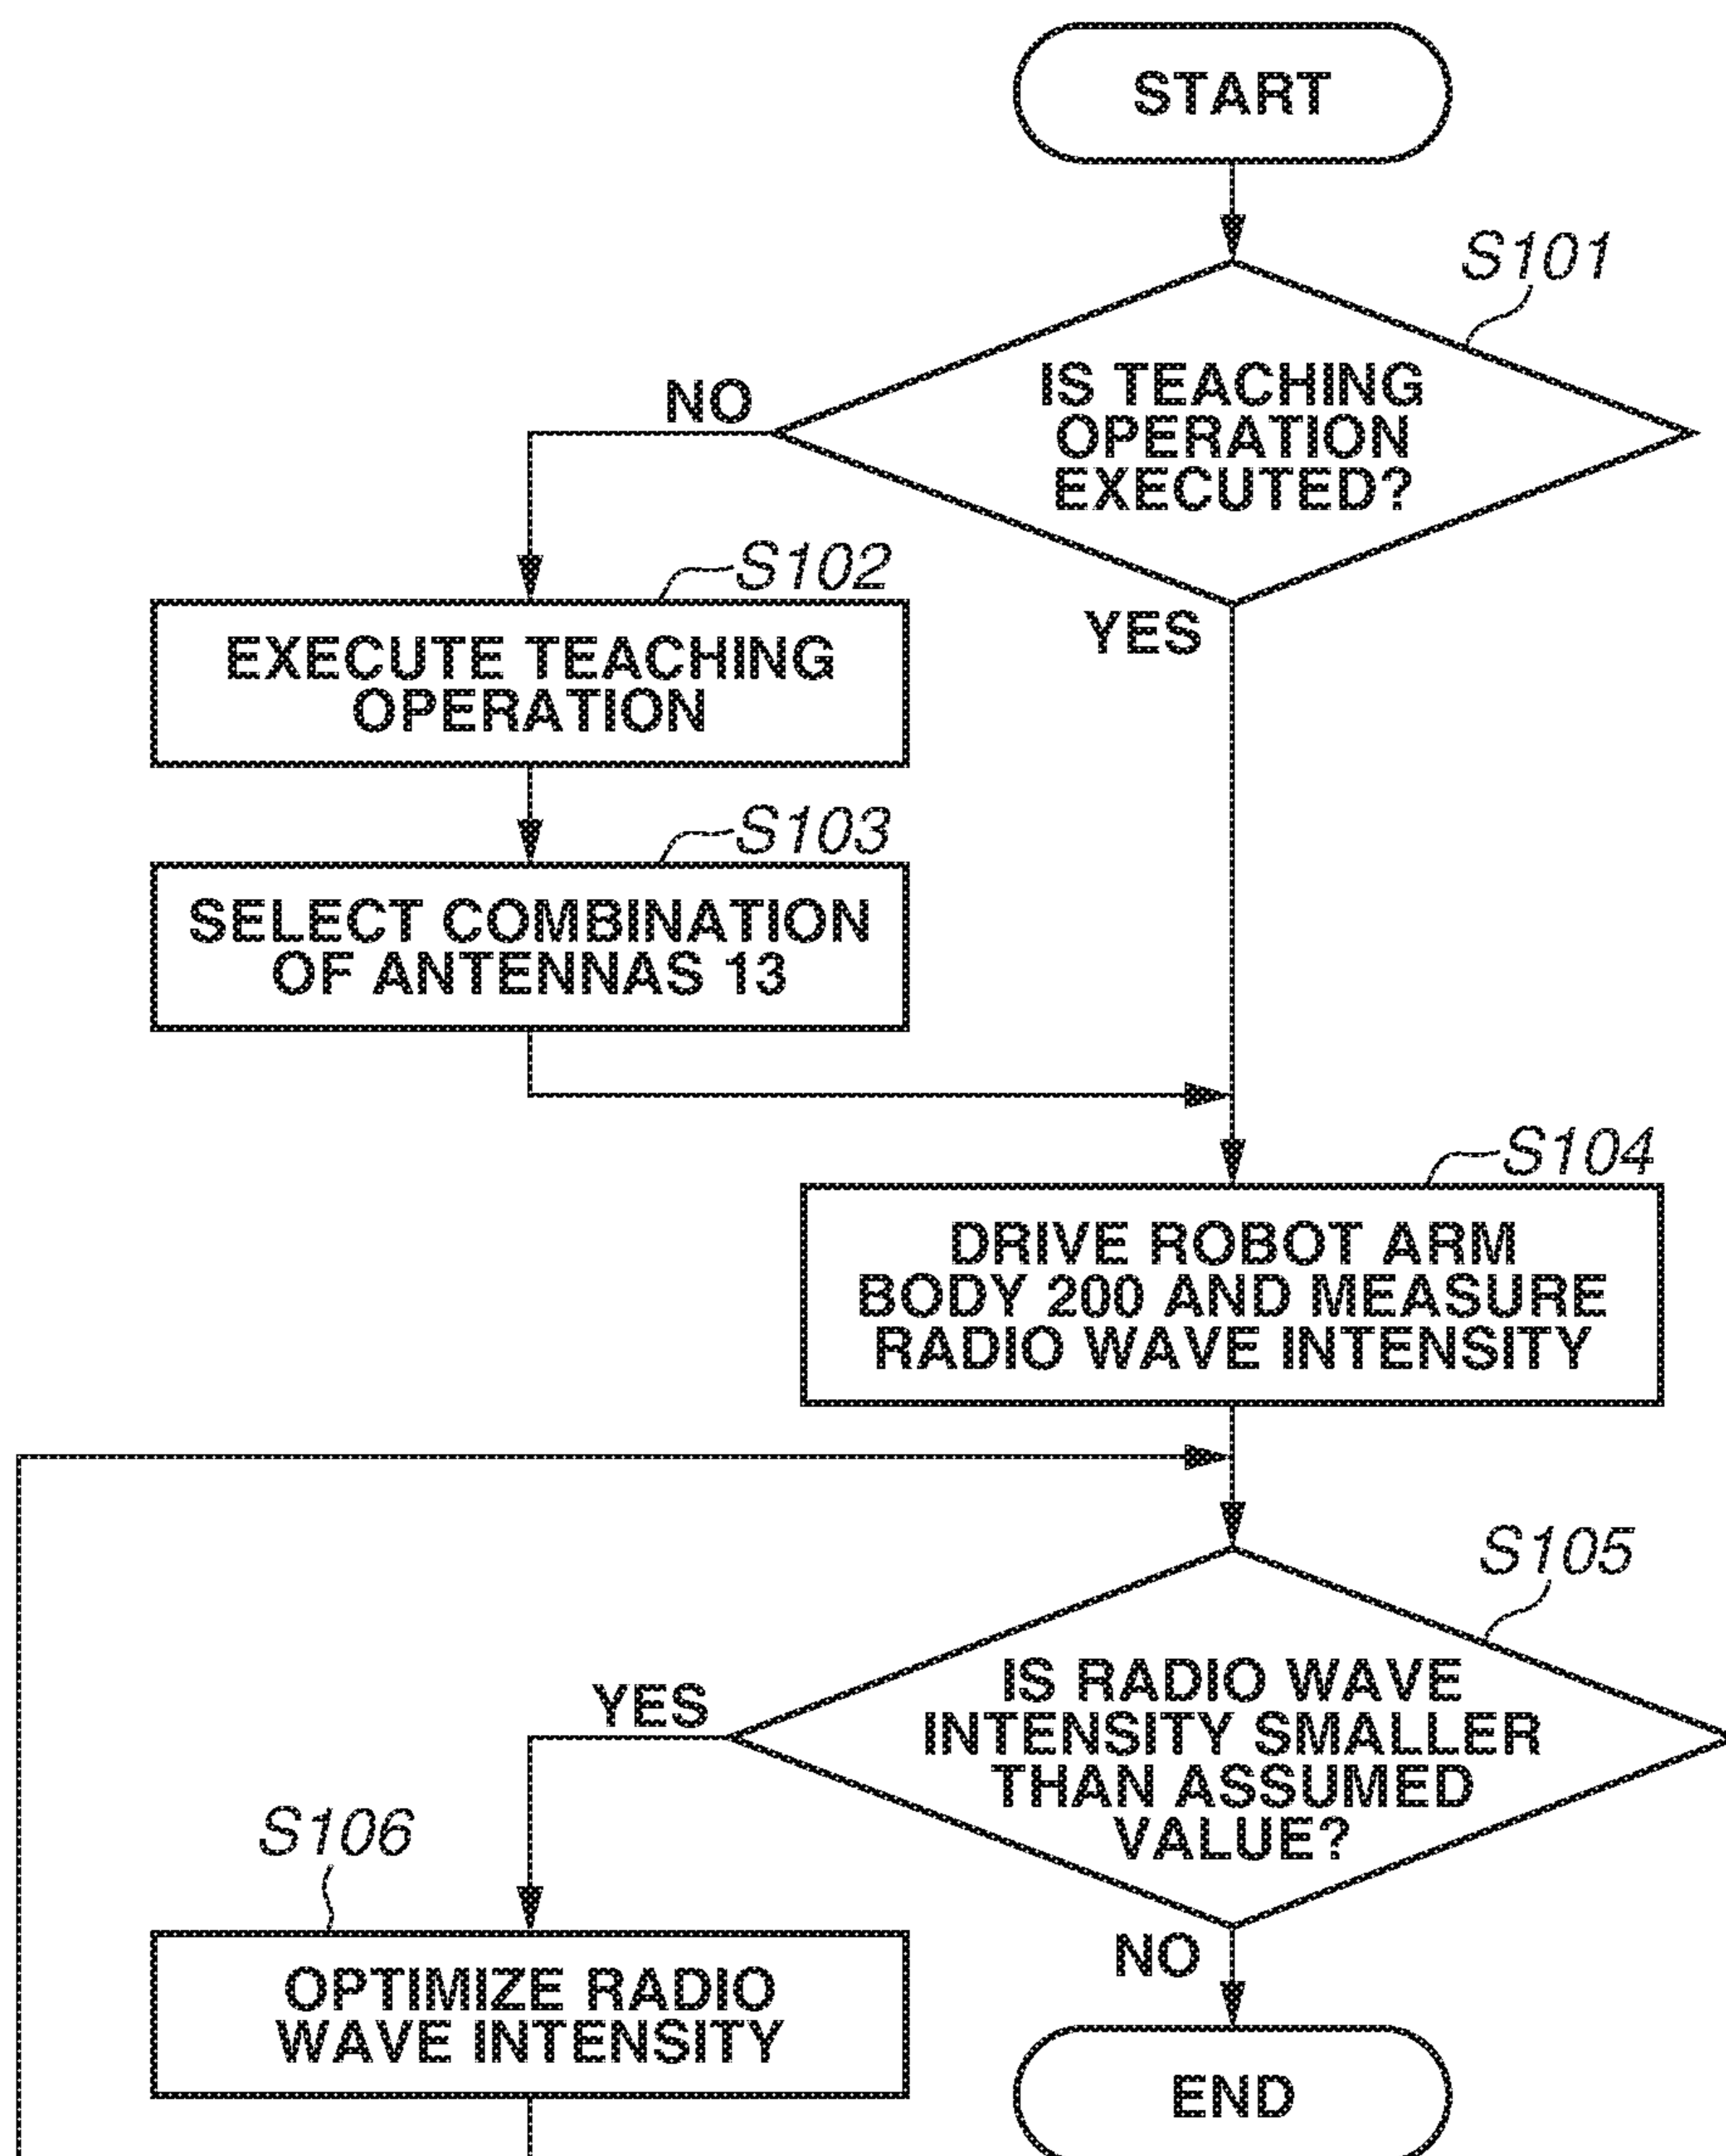 START
S101
IS TEACHING
OPERATION
EXECUTED?
NO
YES
S102
EXECUTE TEACHING
OPERATION
S103
SELECT COMBINATION
OF ANTENNAS 13
S104
DRIVE ROBOT ARM
BODY 200 AND MEASURE
RADIO WAVE INTENSITY
S105
IS RADIO WAVE
INTENSITY SMALLER
THAN ASSUMED
VALUE?
YES
NO
S106
OPTIMIZE RADIO
WAVE INTENSITY
END